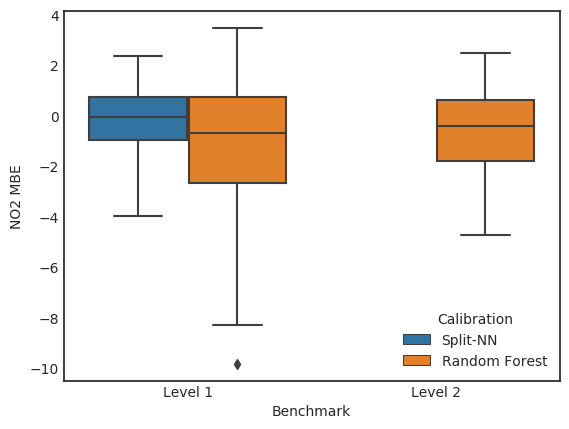 4
2
0
−2
−4
−6
−8
−10
NO2 MBE
Level 1
Level 2
Benchmark
Calibration
Split-NN
Random Forest